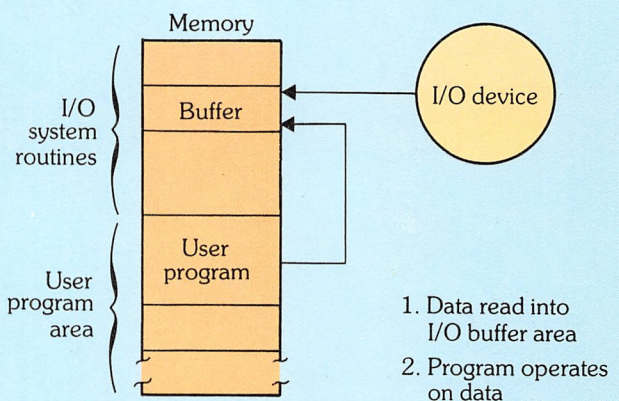 Memory
I/O
system
routines
Buffer
I/O device
User
program
area
User
program
1. Data read into
I/O buffer area
2. Program operates
on data